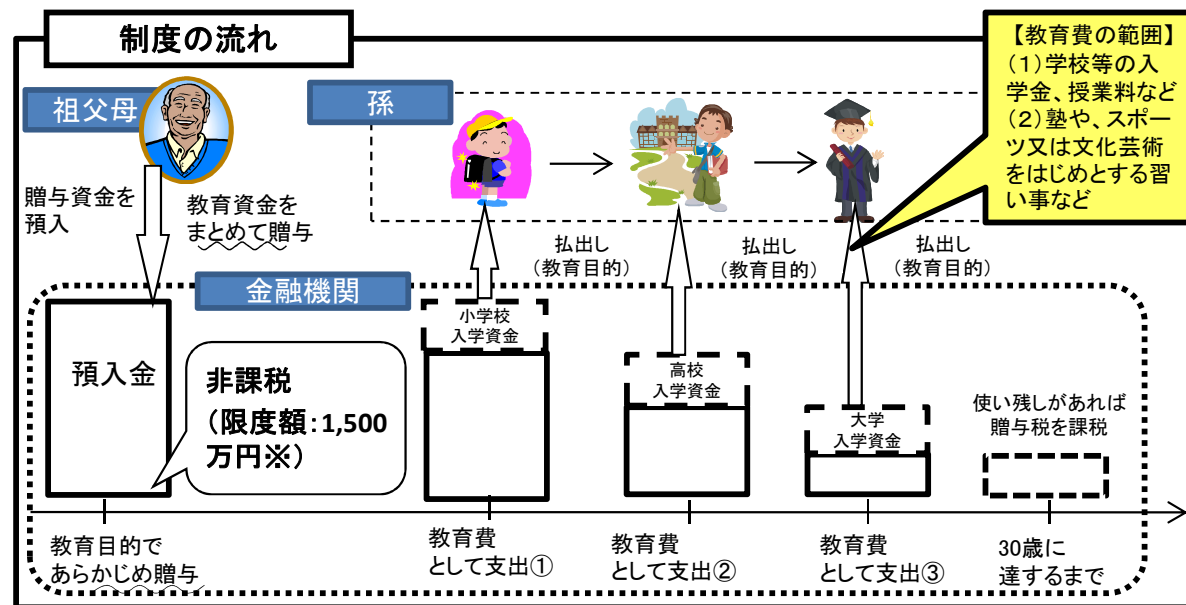 制度の流れ
【教育費の範囲】
(1)学校等の入
学金、授業料など
(2)塾や、スポー
ツ又は文化芸術
をはじめとする習
い事など
祖父母
孫
贈与資金を
預入
教育資金を
まとめて贈与
払出し
(教育目的)
払出し
(教育目的)
払出し
(教育目的)
金融機関
預入金
非課税
(限度額:1,500
万円※)
小学校
入学資金
高校
入学資金
大学
入学資金
使い残しがあれば
贈与税を課税
教育目的で
あらかじめ贈与
教育費
として支出①
教育費
として支出②
教育費
として支出③
30歳に
達するまで